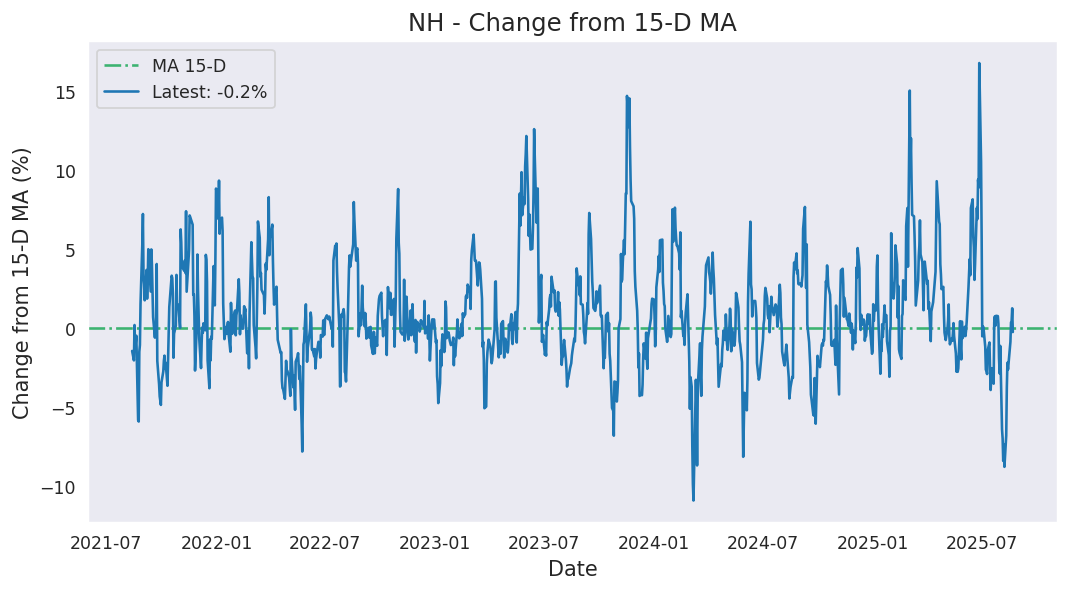 NH - Change from 15-D MA
MA 15-D
Latest: -0.2%
Change from 15-D MA (%)
15
10
5
0
−5
−10
2021-07 2022-01 2022-07 2023-01 2023-07 2024-01 2024-07 2025-01 2025-07
Date